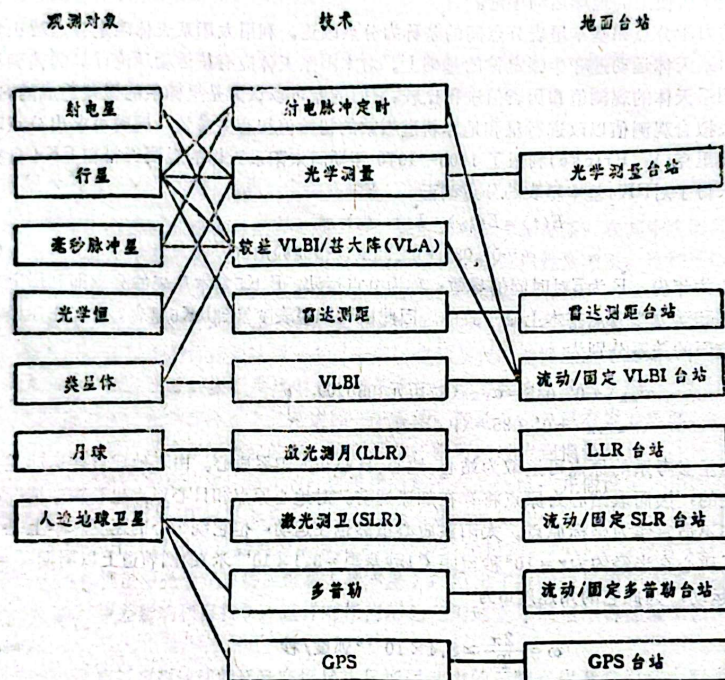 观测对象 技术 地面台站
射电星 射电脉冲定时
行星 光学测量 光学测量台站
毫秒脉冲星 较差 VLBI/甚大阵(VLA)
光学恒 雷达测距 雷达测距台站
类星体 VLBI 流动/固定 VLBI 台站
月球 激光测月(LLR) LLR 台站
人造地球卫星 激光测卫(SLR) 流动/固定 SLR 台站
多普勒 流动/固定多普勒台站
GPS GPS 台站